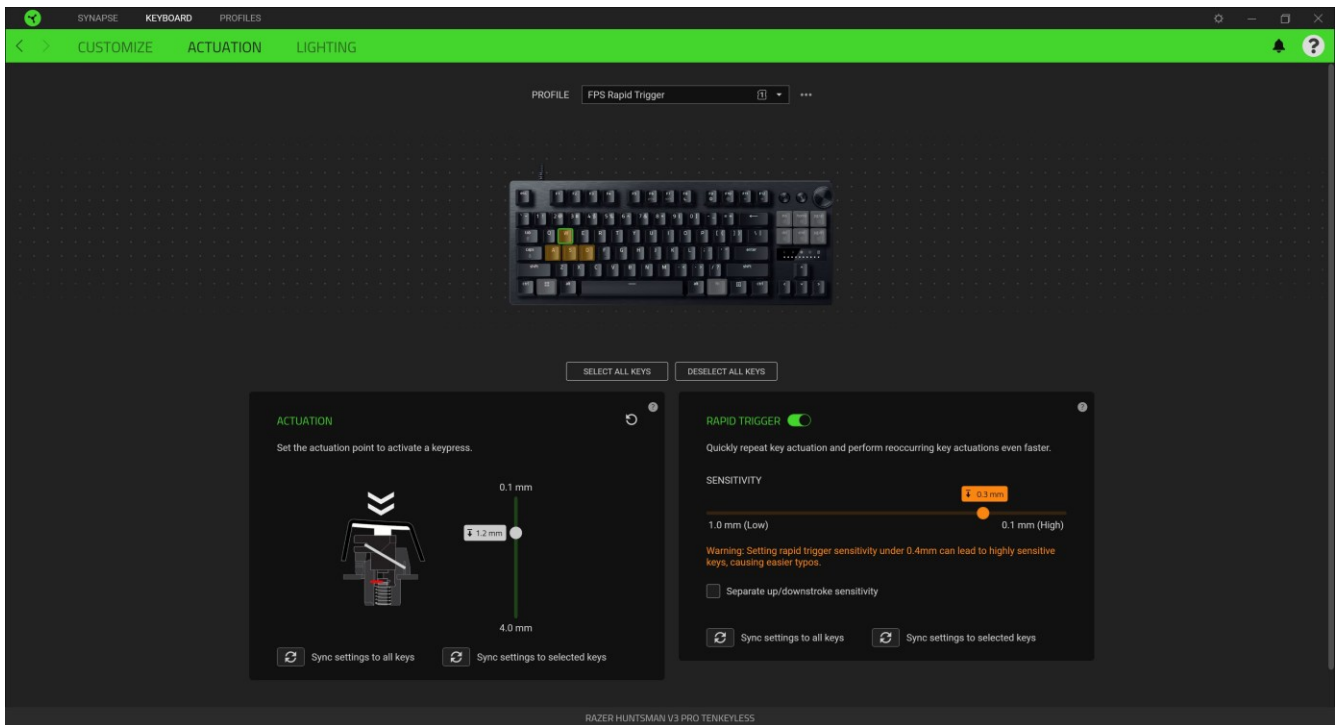 SYNAPSE KEYBOARD PROFILES
CUSTOMIZE ACTUATION LIGHTING
PROFILE FPS Rapid Trigger 1
SELECT ALL KEYS DESELECT ALL KEYS
ACTUATION
Set the actuation point to activate a keypress.
0.1 mm
1.2 mm
4.0 mm
Sync settings to all keys Sync settings to selected keys
RAPID TRIGGER
Quickly repeat key actuation and perform reoccurring key actuations even faster.
SENSITIVITY
0.3 mm
1.0 mm (Low) 0.1 mm (High)
Warning: Setting rapid trigger sensitivity under 0.4mm can lead to highly sensitive
keys, causing easier typos.
Separate up/downstroke sensitivity
Sync settings to all keys Sync settings to selected keys
RAZER HUNTSMAN V3 PRO TENKEYLESS